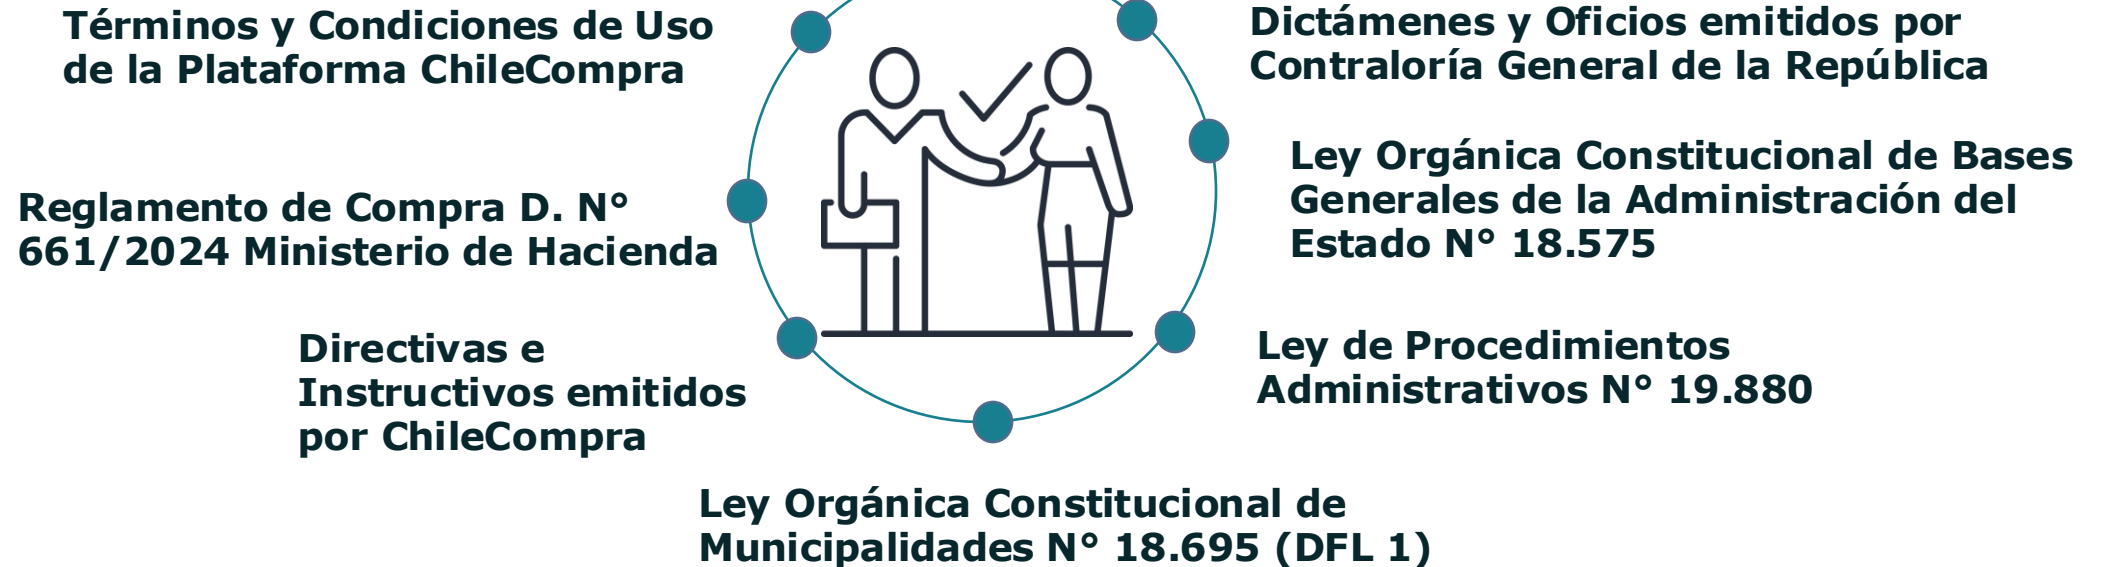 Términos y Condiciones de Uso
de la Plataforma ChileCompra
Reglamento de Compra D. N°
661/2024 Ministerio de Hacienda
Directivas e
Instructivos emitidos
por ChileCompra
Ley Orgánica Constitucional de
Municipalidades N° 18.695 (DFL 1)
Dictámenes y Oficios emitidos por
Contraloría General de la República
Ley Orgánica Constitucional de Bases
Generales de la Administración del
Estado N° 18.575
Ley de Procedimientos
Administrativos N° 19.880